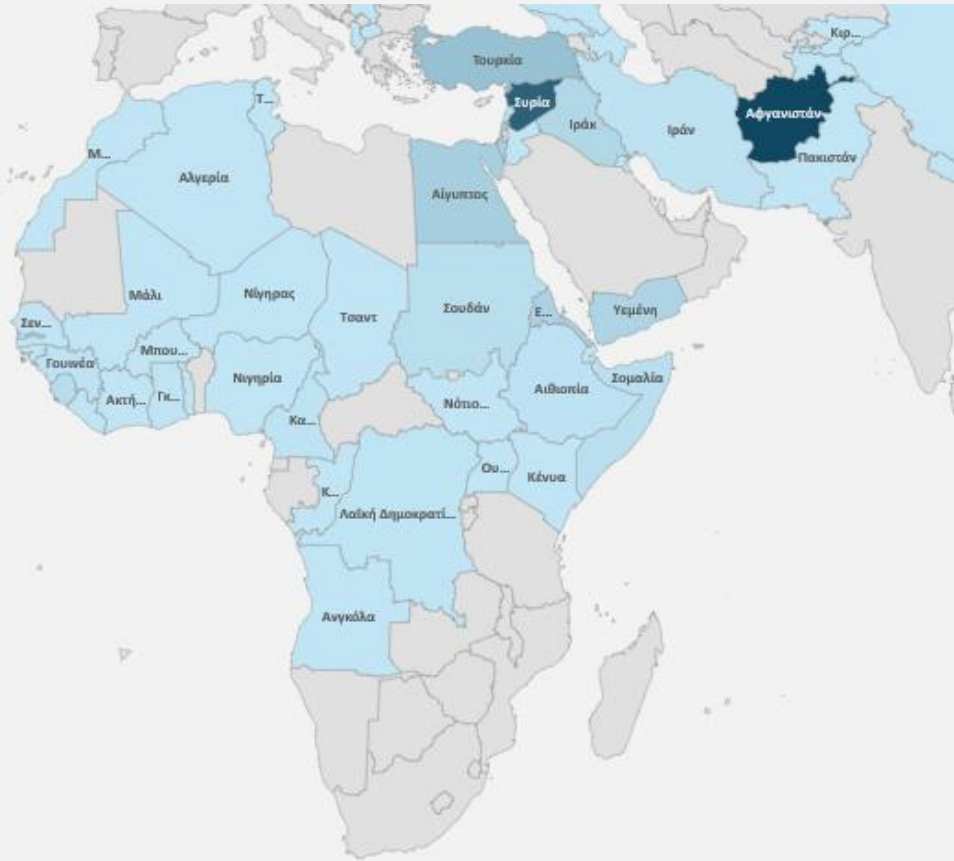 Κιρ...
Τουρκία
Συρία
Αφγανιστάν
Τ...
Ιράκ
Ιράν
Μ...
Πακιστάν
Αλγερία
Αίγυπτος
Μάλι
Νίγηρας
Τσαντ
Σουδάν
Ε...
Υεμένη
Σεν...
Μπου...
Γουινέα
Νιγηρία
Σομαλία
Αιθιοπία
Ακτή...
Γκ...
Νότιο...
Κα...
Ου...
Κένυα
Κ...
Λαϊκή Δημοκρατί...
Ανγκόλα